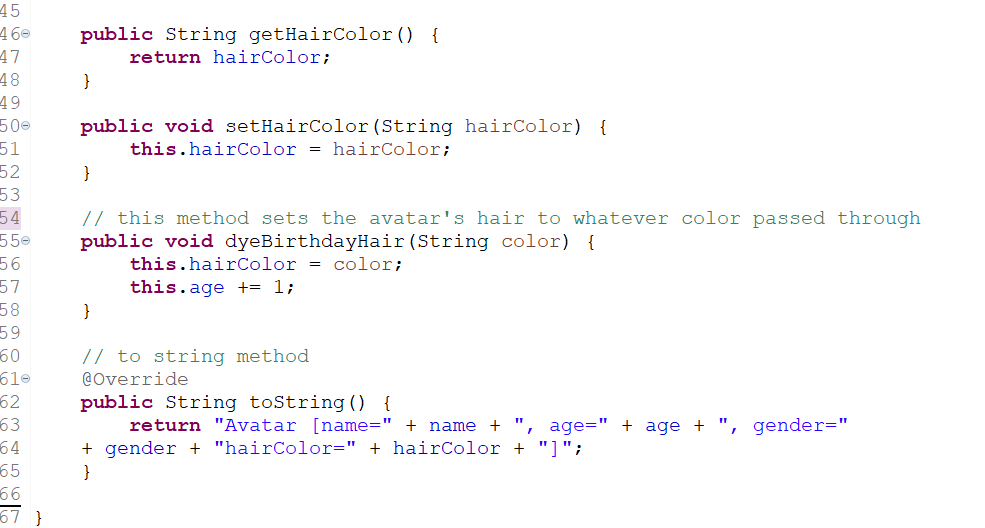 45
46    public String getHairColor() {
47        return hairColor;
48    }
49
50    public void setHairColor(String hairColor) {
51        this.hairColor = hairColor;
52    }
53
54    // this method sets the avatar's hair to whatever color passed through
55    public void dyeBirthdayHair(String color) {
56        this.hairColor = color;
57        this.age += 1;
58    }
59
60    // to string method
61    @Override
62    public String toString() {
63        return "Avatar [name=" + name + ", age=" + age + ", gender="
64    + gender + "hairColor=" + hairColor + "]";
65    }
66
67 }